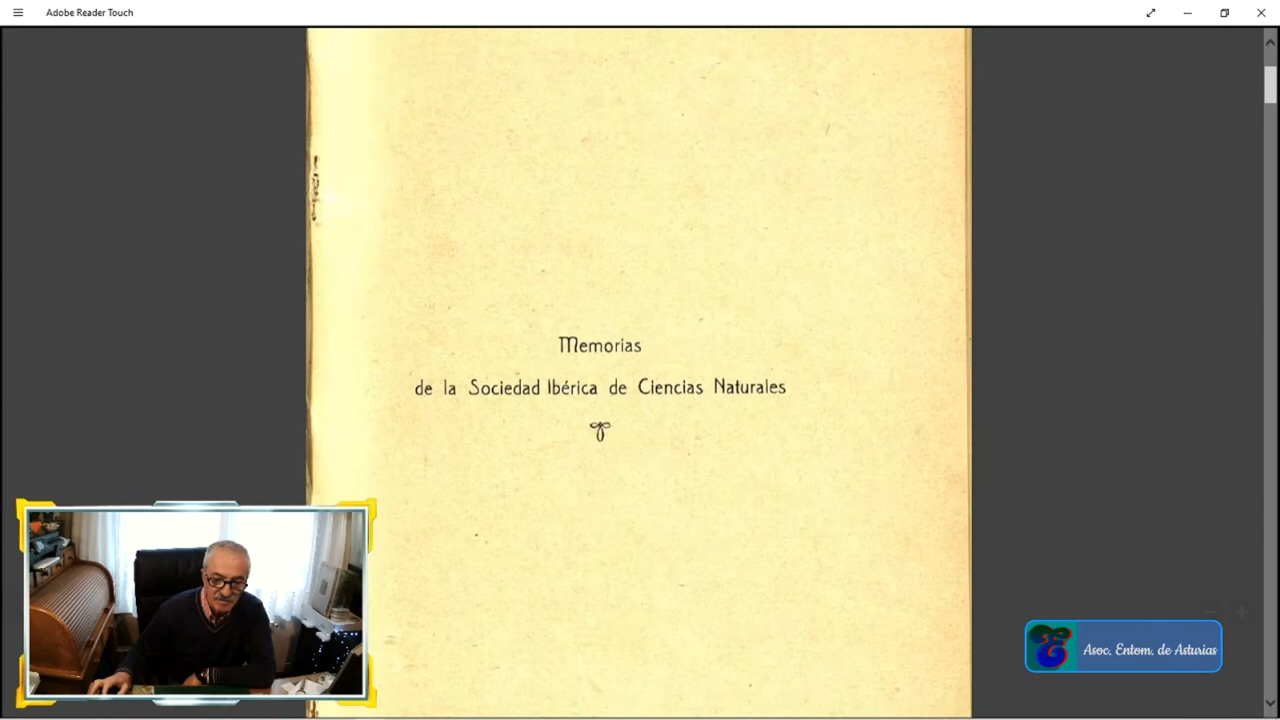 Adobe Reader Touch
Memorias
de la Sociedad Ibérica de Ciencias Naturales
Asoc. Entom. de Asturias